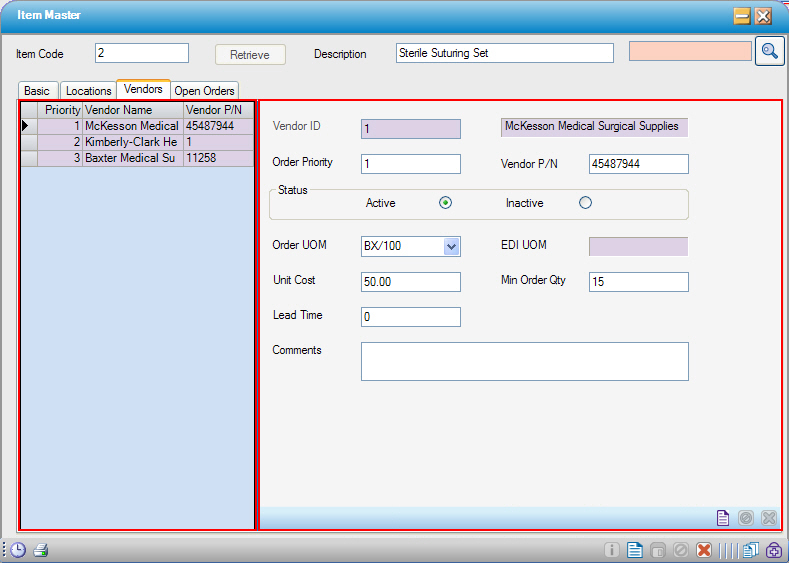 Item Master
Item Code 2 Retrieve Description Sterile Suturing Set
Basic Locations Vendors Open Orders
Priority Vendor Name Vendor P/N
1 McKesson Medical 45487944
2 Kimberly-Clark He 1
3 Baxter Medical Su 11258
Vendor ID 1 McKesson Medical Surgical Supplies
Order Priority 1 Vendor P/N 45487944
Status
Active Inactive
Order UOM BX/100 EDI UOM
Unit Cost 50.00 Min Order Qty 15
Lead Time 0
Comments